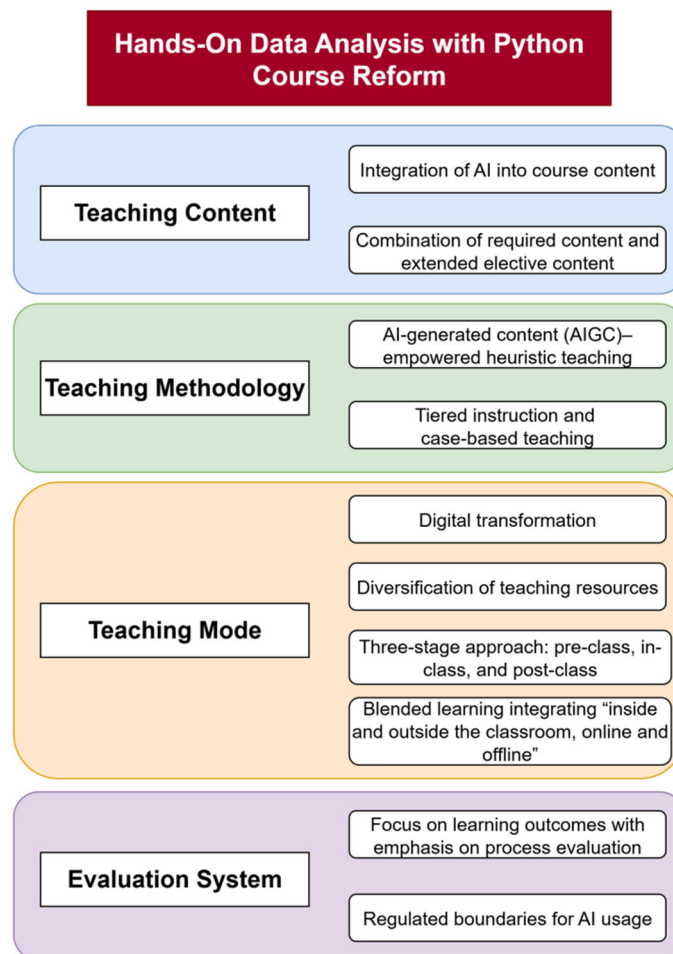 Hands-On Data Analysis with Python
Course Reform
Teaching Content
Integration of AI into course content
Combination of required content and
extended elective content
Teaching Methodology
AI-generated content (AIGC)–
empowered heuristic teaching
Tiered instruction and
case-based teaching
Teaching Mode
Digital transformation
Diversification of teaching resources
Three-stage approach: pre-class, in-
class, and post-class
Blended learning integrating “inside
and outside the classroom, online and
offline”
Evaluation System
Focus on learning outcomes with
emphasis on process evaluation
Regulated boundaries for AI usage